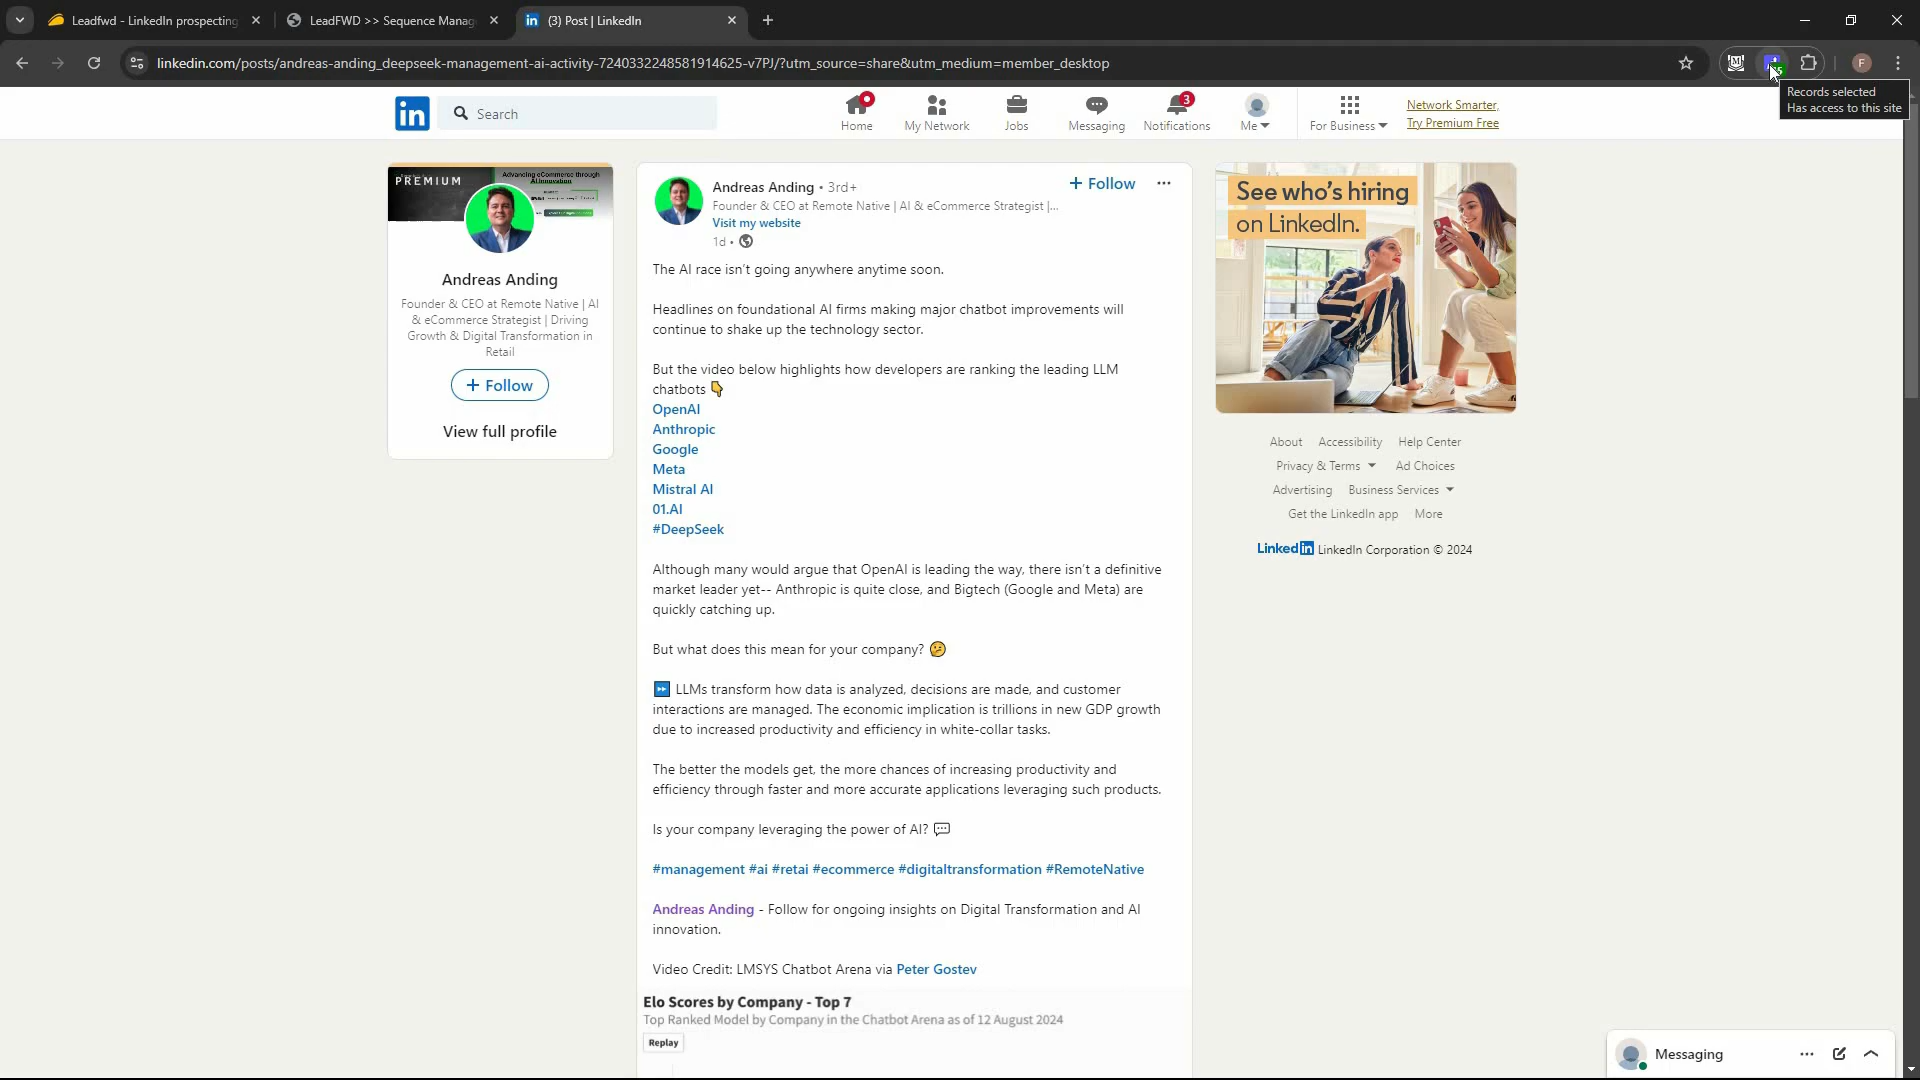 Leadfwd - LinkedIn prospecting
LeadFWD >> Sequence Manag
(3) Post | LinkedIn
linkedin.com/posts/andreas-anding_deepseek-management-ai-activity-7240332248581914625-v7PJ/?utm_source=share&utm_medium=member_desktop
F
Records selected
Has access to this site
in
Search
Home
My Network
Jobs
Messaging
3
Notifications
Me
For Business
Network Smarter,
Try Premium Free
PREMIUM
Advancing eCommerce through
AI Innovation
Andreas Anding
Founder & CEO at Remote Native | AI
& eCommerce Strategist | Driving
Growth & Digital Transformation in
Retail
+ Follow
View full profile
Andreas Anding • 3rd+
Founder & CEO at Remote Native | AI & eCommerce Strategist |...
Visit my website
1d •
+ Follow
The AI race isn't going anywhere anytime soon.
Headlines on foundational AI firms making major chatbot improvements will
continue to shake up the technology sector.
But the video below highlights how developers are ranking the leading LLM
chatbots 👇
OpenAI
Anthropic
Google
Meta
Mistral AI
01.AI
#DeepSeek
Although many would argue that OpenAI is leading the way, there isn't a definitive
market leader yet-- Anthropic is quite close, and Bigtech (Google and Meta) are
quickly catching up.
But what does this mean for your company? 🤔
⏩ LLMs transform how data is analyzed, decisions are made, and customer
interactions are managed. The economic implication is trillions in new GDP growth
due to increased productivity and efficiency in white-collar tasks.
The better the models get, the more chances of increasing productivity and
efficiency through faster and more accurate applications leveraging such products.
Is your company leveraging the power of AI? 💬
#management #ai #retai #ecommerce #digitaltransformation #RemoteNative
Andreas Anding - Follow for ongoing insights on Digital Transformation and AI
innovation.
Video Credit: LMSYS Chatbot Arena via Peter Gostev
Elo Scores by Company - Top 7
Top Ranked Model by Company in the Chatbot Arena as of 12 August 2024
Replay
See who's hiring
on LinkedIn.
About Accessibility Help Center
Privacy & Terms Ad Choices
Advertising Business Services
Get the LinkedIn app More
LinkedIn LinkedIn Corporation © 2024
Messaging